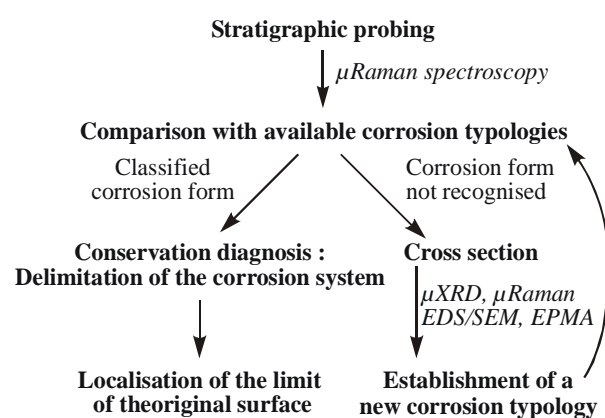 Stratigraphic probing
µRaman spectroscopy
Comparison with available corrosion typologies
Classified
corrosion form
Corrosion form
not recognised
Conservation diagnosis :
Delimitation of the corrosion system
Cross section
µXRD, µRaman
EDS/SEM, EPMA
Localisation of the limit
of theoriginal surface
Establishment of a
new corrosion typology